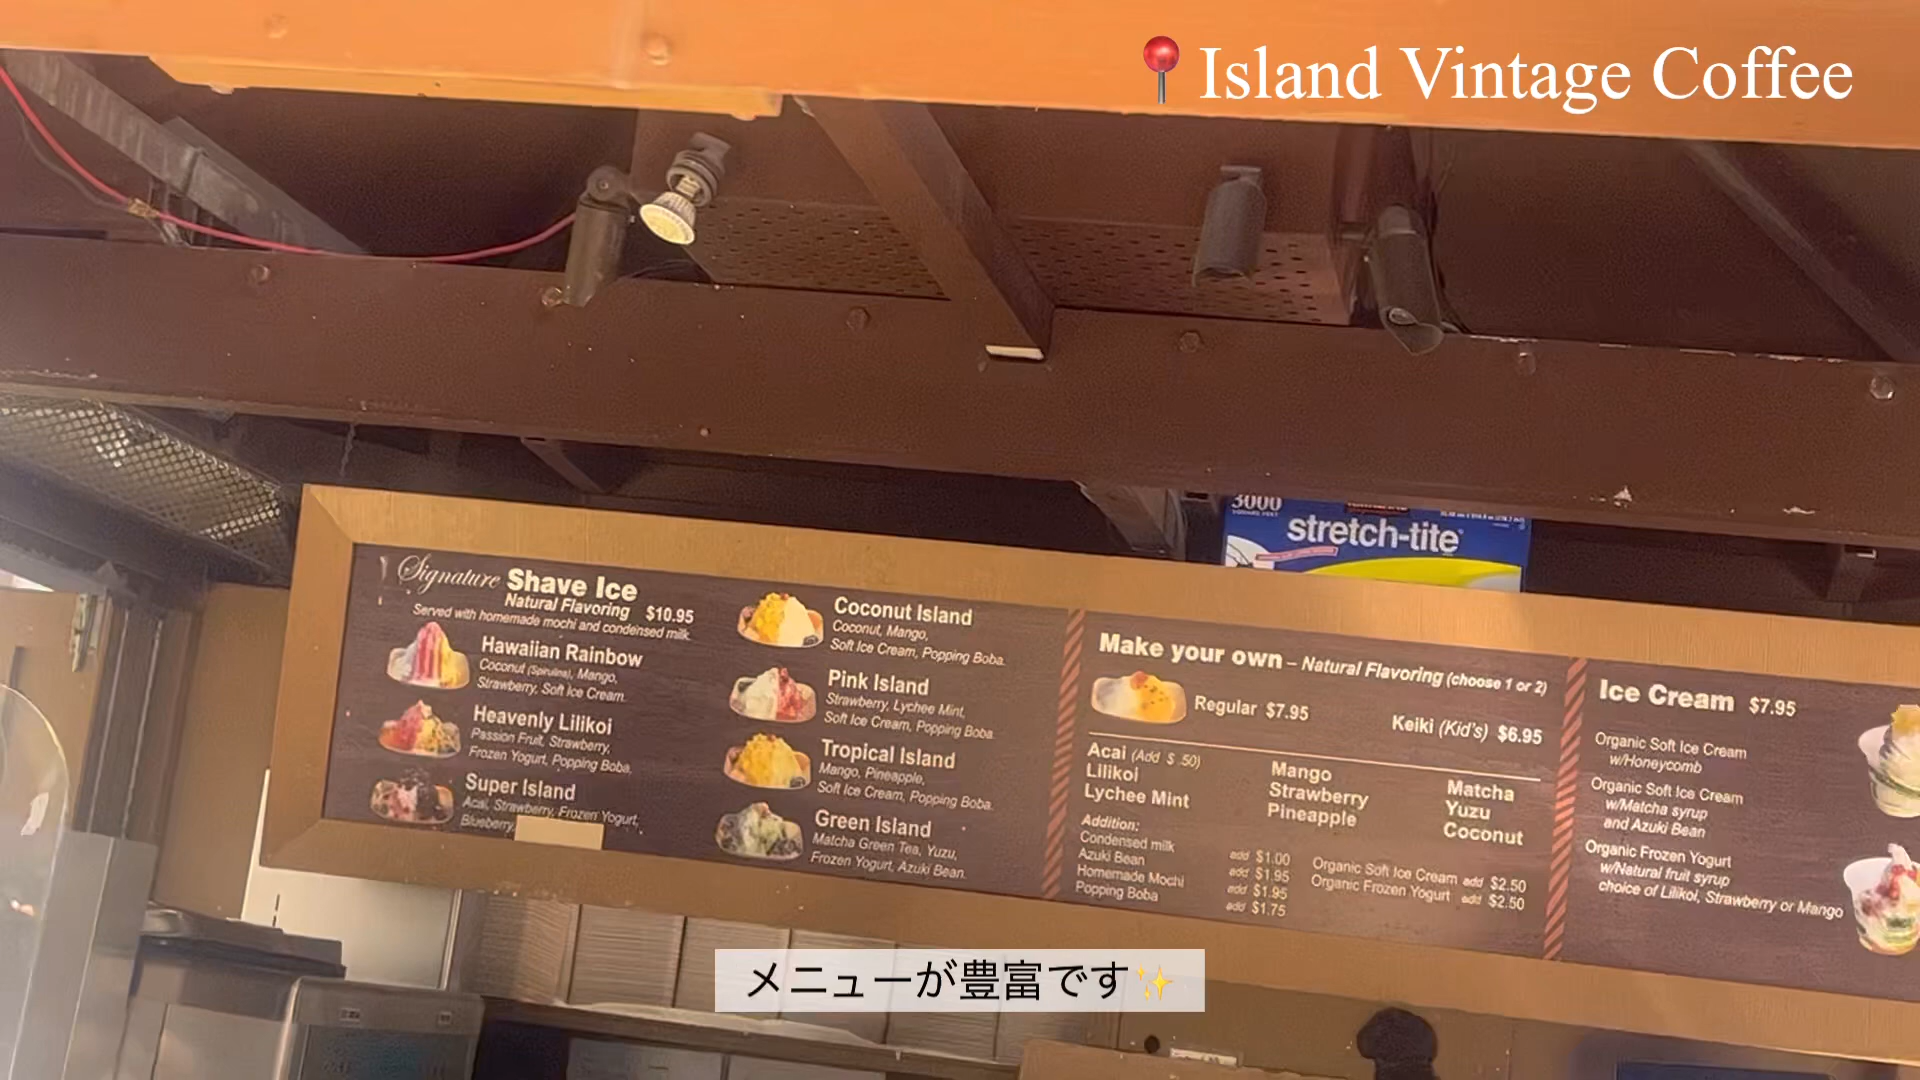 📍Island Vintage Coffee
3000
stretch-tite
Signature Shave Ice
Natural Flavoring $10.95
Served with homemade mochi and condensed milk.
Hawaiian Rainbow
Coconut (Spirulina), Mango,
Strawberry, Soft Ice Cream.
Heavenly Lilikoi
Passion Fruit, Strawberry,
Frozen Yogurt, Popping Boba.
Super Island
Acai, Strawberry, Frozen Yogurt,
Blueberry,
Coconut Island
Coconut, Mango,
Soft Ice Cream, Popping Boba.
Pink Island
Strawberry, Lychee Mint,
Soft Ice Cream, Popping Boba.
Tropical Island
Mango, Pineapple,
Soft Ice Cream, Popping Boba.
Green Island
Matcha Green Tea, Yuzu,
Frozen Yogurt, Azuki Bean.
Make your own – Natural Flavoring (choose 1 or 2)
Regular $7.95 Keiki (Kid's) $6.95
Acai (Add $ .50)
Lilikoi
Lychee Mint
Mango
Strawberry
Pineapple
Matcha
Yuzu
Coconut
Addition:
Condensed milk add $1.00
Azuki Bean add $1.95
Homemade Mochi add $1.95
Popping Boba add $1.75
Organic Soft Ice Cream add $2.50
Organic Frozen Yogurt add $2.50
Ice Cream $7.95
Organic Soft Ice Cream
w/Honeycomb
Organic Soft Ice Cream
w/Matcha syrup
and Azuki Bean
Organic Frozen Yogurt
w/Natural fruit syrup
choice of Lilikoi, Strawberry or Mango
メニューが豊富です✨